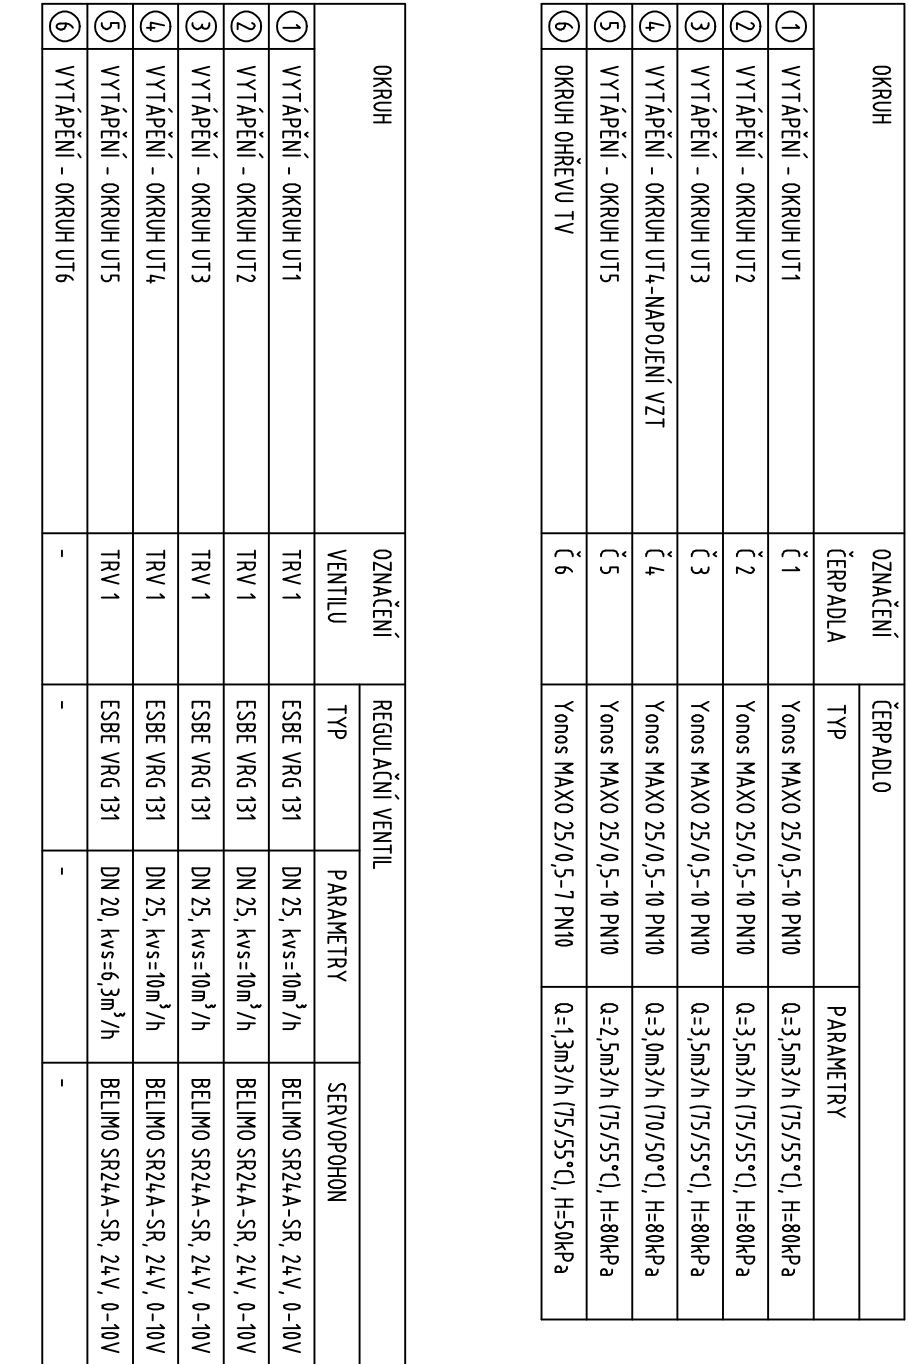 OKRUH OZNAČENÍ ČERPADLA ČERPADLO
TYP PARAMETRY
1 VYTÁPĚNÍ - OKRUH UT1 Č 1 Yonos MAXO 25/0,5-10 PN10 Q=3,5m3/h (75/55°C), H=80kPa
2 VYTÁPĚNÍ - OKRUH UT2 Č 2 Yonos MAXO 25/0,5-10 PN10 Q=3,5m3/h (75/55°C), H=80kPa
3 VYTÁPĚNÍ - OKRUH UT3 Č 3 Yonos MAXO 25/0,5-10 PN10 Q=3,5m3/h (75/55°C), H=80kPa
4 VYTÁPĚNÍ - OKRUH UT4-NAPOJENÍ VZT Č 4 Yonos MAXO 25/0,5-10 PN10 Q=3,0m3/h (70/50°C), H=80kPa
5 VYTÁPĚNÍ - OKRUH UT5 Č 5 Yonos MAXO 25/0,5-10 PN10 Q=2,5m3/h (75/55°C), H=80kPa
6 OKRUH OHŘEVU TV Č 6 Yonos MAXO 25/0,5-7 PN10 Q=1,3m3/h (75/55°C), H=50kPa
OKRUH OZNAČENÍ VENTILU REGULAČNÍ VENTIL
TYP PARAMETRY SERVOPOHON
1 VYTÁPĚNÍ - OKRUH UT1 TRV 1 ESBE VRG 131 DN 25, kvs=10m³/h BELIMO SR24A-SR, 24V, 0-10V
2 VYTÁPĚNÍ - OKRUH UT2 TRV 1 ESBE VRG 131 DN 25, kvs=10m³/h BELIMO SR24A-SR, 24V, 0-10V
3 VYTÁPĚNÍ - OKRUH UT3 TRV 1 ESBE VRG 131 DN 25, kvs=10m³/h BELIMO SR24A-SR, 24V, 0-10V
4 VYTÁPĚNÍ - OKRUH UT4 TRV 1 ESBE VRG 131 DN 25, kvs=10m³/h BELIMO SR24A-SR, 24V, 0-10V
5 VYTÁPĚNÍ - OKRUH UT5 TRV 1 ESBE VRG 131 DN 20, kvs=6,3m³/h BELIMO SR24A-SR, 24V, 0-10V
6 VYTÁPĚNÍ - OKRUH UT6 - - - -